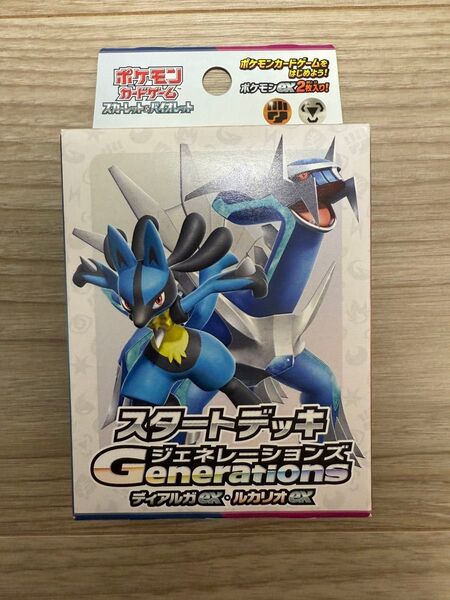 ポケモン
カードゲーム
スカーレット&バイオレット
ポケモンカードゲームを
はじめよう!
ポケモンex2枚入り!
スタートデッキ
ジェネレーションズ
Generations
ディアルガex・ルカリオex